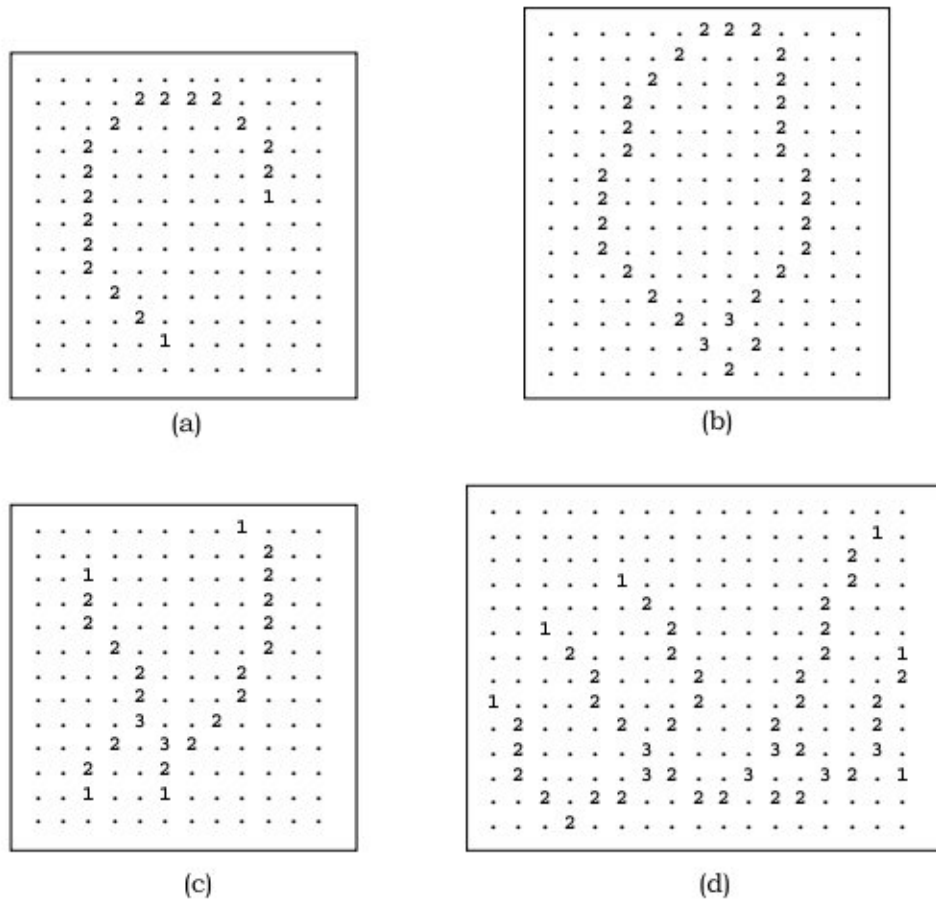 . . . . . . . . . . . .
. . . . 2 2 2 2 . . . .
. . . 2 . . . . 2 . . .
. . 2 . . . . . . 2 . .
. . 2 . . . . . . 2 . .
. . 2 . . . . . . 1 . .
. . 2 . . . . . . . . .
. . 2 . . . . . . . . .
. . 2 . . . . . . . . .
. . . 2 . . . . . . . .
. . . . 2 . . . . . . .
. . . . . 1 . . . . . .
. . . . . . . . . . . .
(a)
. . . . . . 2 2 2 . . . .
. . . . . 2 . . . 2 . . .
. . . . 2 . . . . 2 . . .
. . . 2 . . . . . 2 . . .
. . . 2 . . . . . 2 . . .
. . . 2 . . . . . 2 . . .
. . 2 . . . . . . . 2 . .
. . 2 . . . . . . . 2 . .
. . 2 . . . . . . . 2 . .
. . 2 . . . . . . . 2 . .
. . . 2 . . . . . 2 . . .
. . . . 2 . . . 2 . . . .
. . . . . 2 . 3 . . . . .
. . . . . . 3 . 2 . . . .
. . . . . . . 2 . . . . .
(b)
. . . . . . . . 1 . . .
. . . . . . . . . 2 . .
. . 1 . . . . . . 2 . .
. . 2 . . . . . . 2 . .
. . 2 . . . . . . 2 . .
. . . 2 . . . . . 2 . .
. . . . 2 . . . 2 . . .
. . . . 2 . . . 2 . . .
. . . . 3 . . 2 . . . .
. . . 2 . 3 2 . . . . .
. . 2 . . 2 . . . . . .
. . 1 . . 1 . . . . . .
. . . . . . . . . . . .
(c)
. . . . . . . . . . . . . . . . .
. . . . . . . . . . . . . . . 1 .
. . . . . . . . . . . . . . 2 . .
. . . . . 1 . . . . . . . . 2 . .
. . . . . . 2 . . . . . . 2 . . .
. . 1 . . . . 2 . . . . . 2 . . .
. . . 2 . . . 2 . . . . . 2 . . 1
. . . . 2 . . . 2 . . . 2 . . . 2
1 . . . 2 . . . 2 . . . 2 . . 2 .
. 2 . . . 2 . 2 . . . 2 . 2 . 2 .
. 2 . . . . 3 . . . . 3 2 . . 3 .
. 2 . . . . 3 2 . . 3 . . 3 2 . 1
. . 2 . 2 2 . . 2 2 . 2 2 . . . .
. . . 2 . . . . . . . . . . . . .
(d)